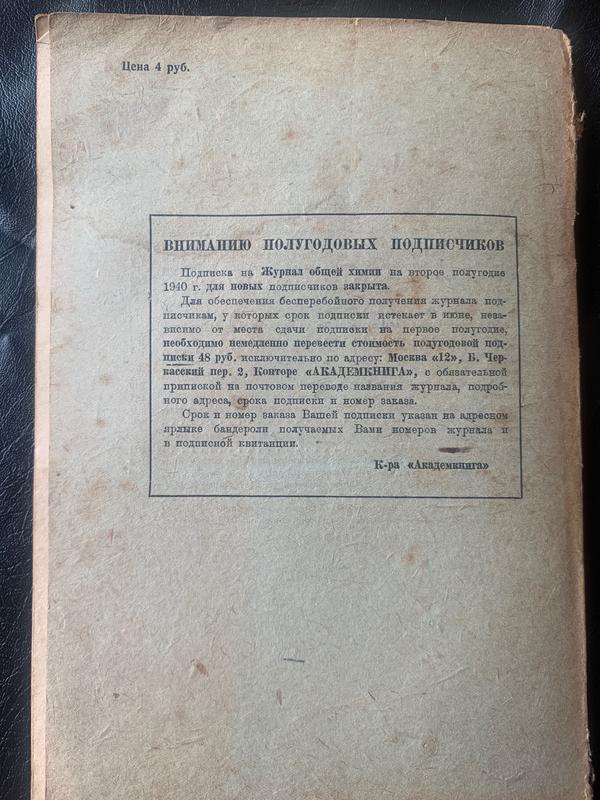 Цена 4 руб.
ВНИМАНИЮ ПОЛУГОДОВЫХ ПОДПИСЧИКОВ
Подписка на Журнал общей химии на второе полугодие
1940 г. для новых подписчиков закрыта.
Для обеспечения бесперебойного получения журнала под-
писчикам, у которых срок подписки истекает в июне, неза-
висимо от места сдачи подписки на первое полугодие,
необходимо немедленно перевести стоимость полугодовой под-
писки 48 руб. исключительно по адресу: Москва «12», Б. Чер-
касский пер. 2, Конторе «АКАДЕМКНИГА», с обязательной
припиской на почтовом переводе названия журнала, подроб-
ного адреса, срока подписки и номер заказа.
Срок и номер заказа Вашей подписки указан на адресном
ярлыке бандероли получаемых Вами номеров журнала и
в подписной квитанции.
К-ра «Академкнига»